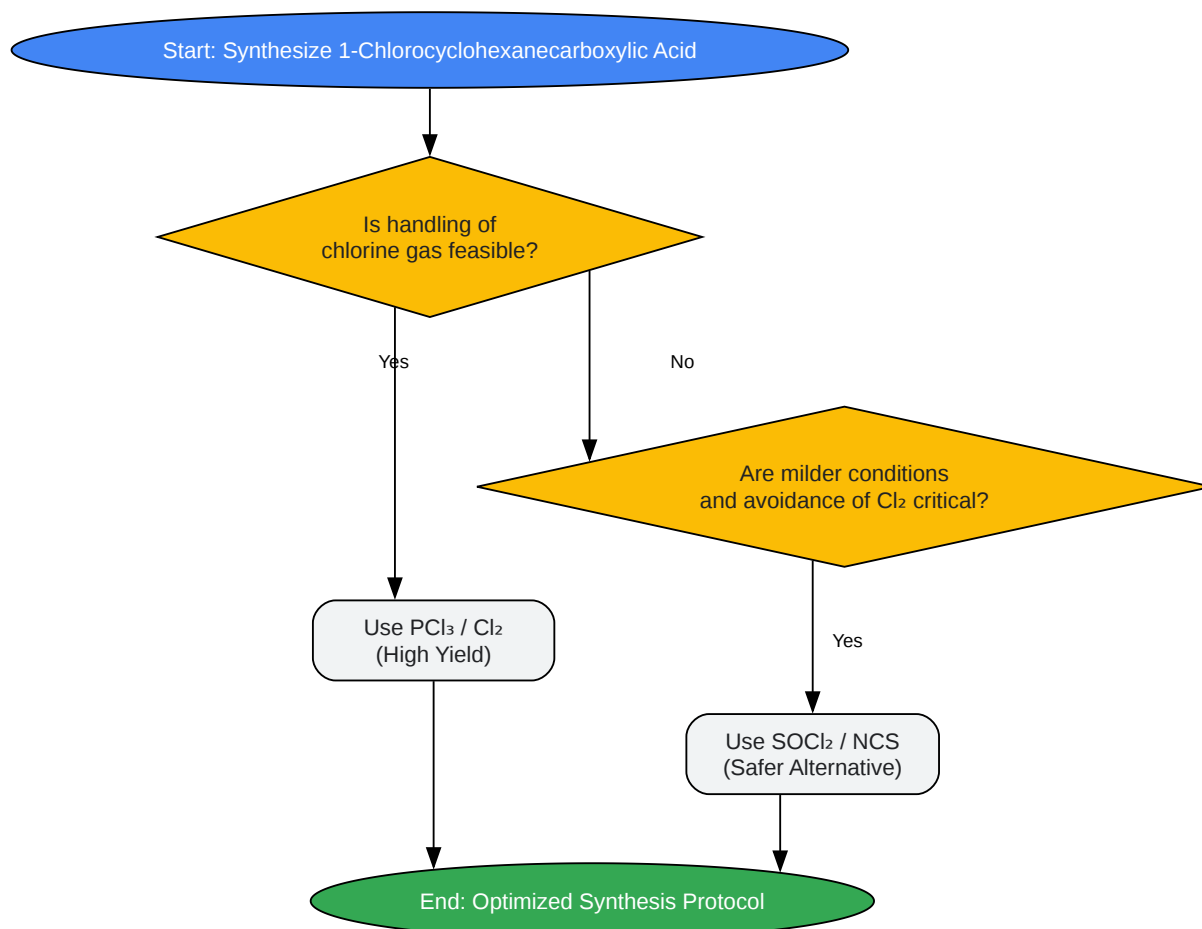 Start: Synthesize 1-Chlorocyclohexanecarboxylic Acid
Is handling of
chlorine gas feasible?
Yes
No
Are milder conditions
and avoidance of Cl₂ critical?
Use PCl₃ / Cl₂
(High Yield)
Yes
Use SOCl₂ / NCS
(Safer Alternative)
End: Optimized Synthesis Protocol